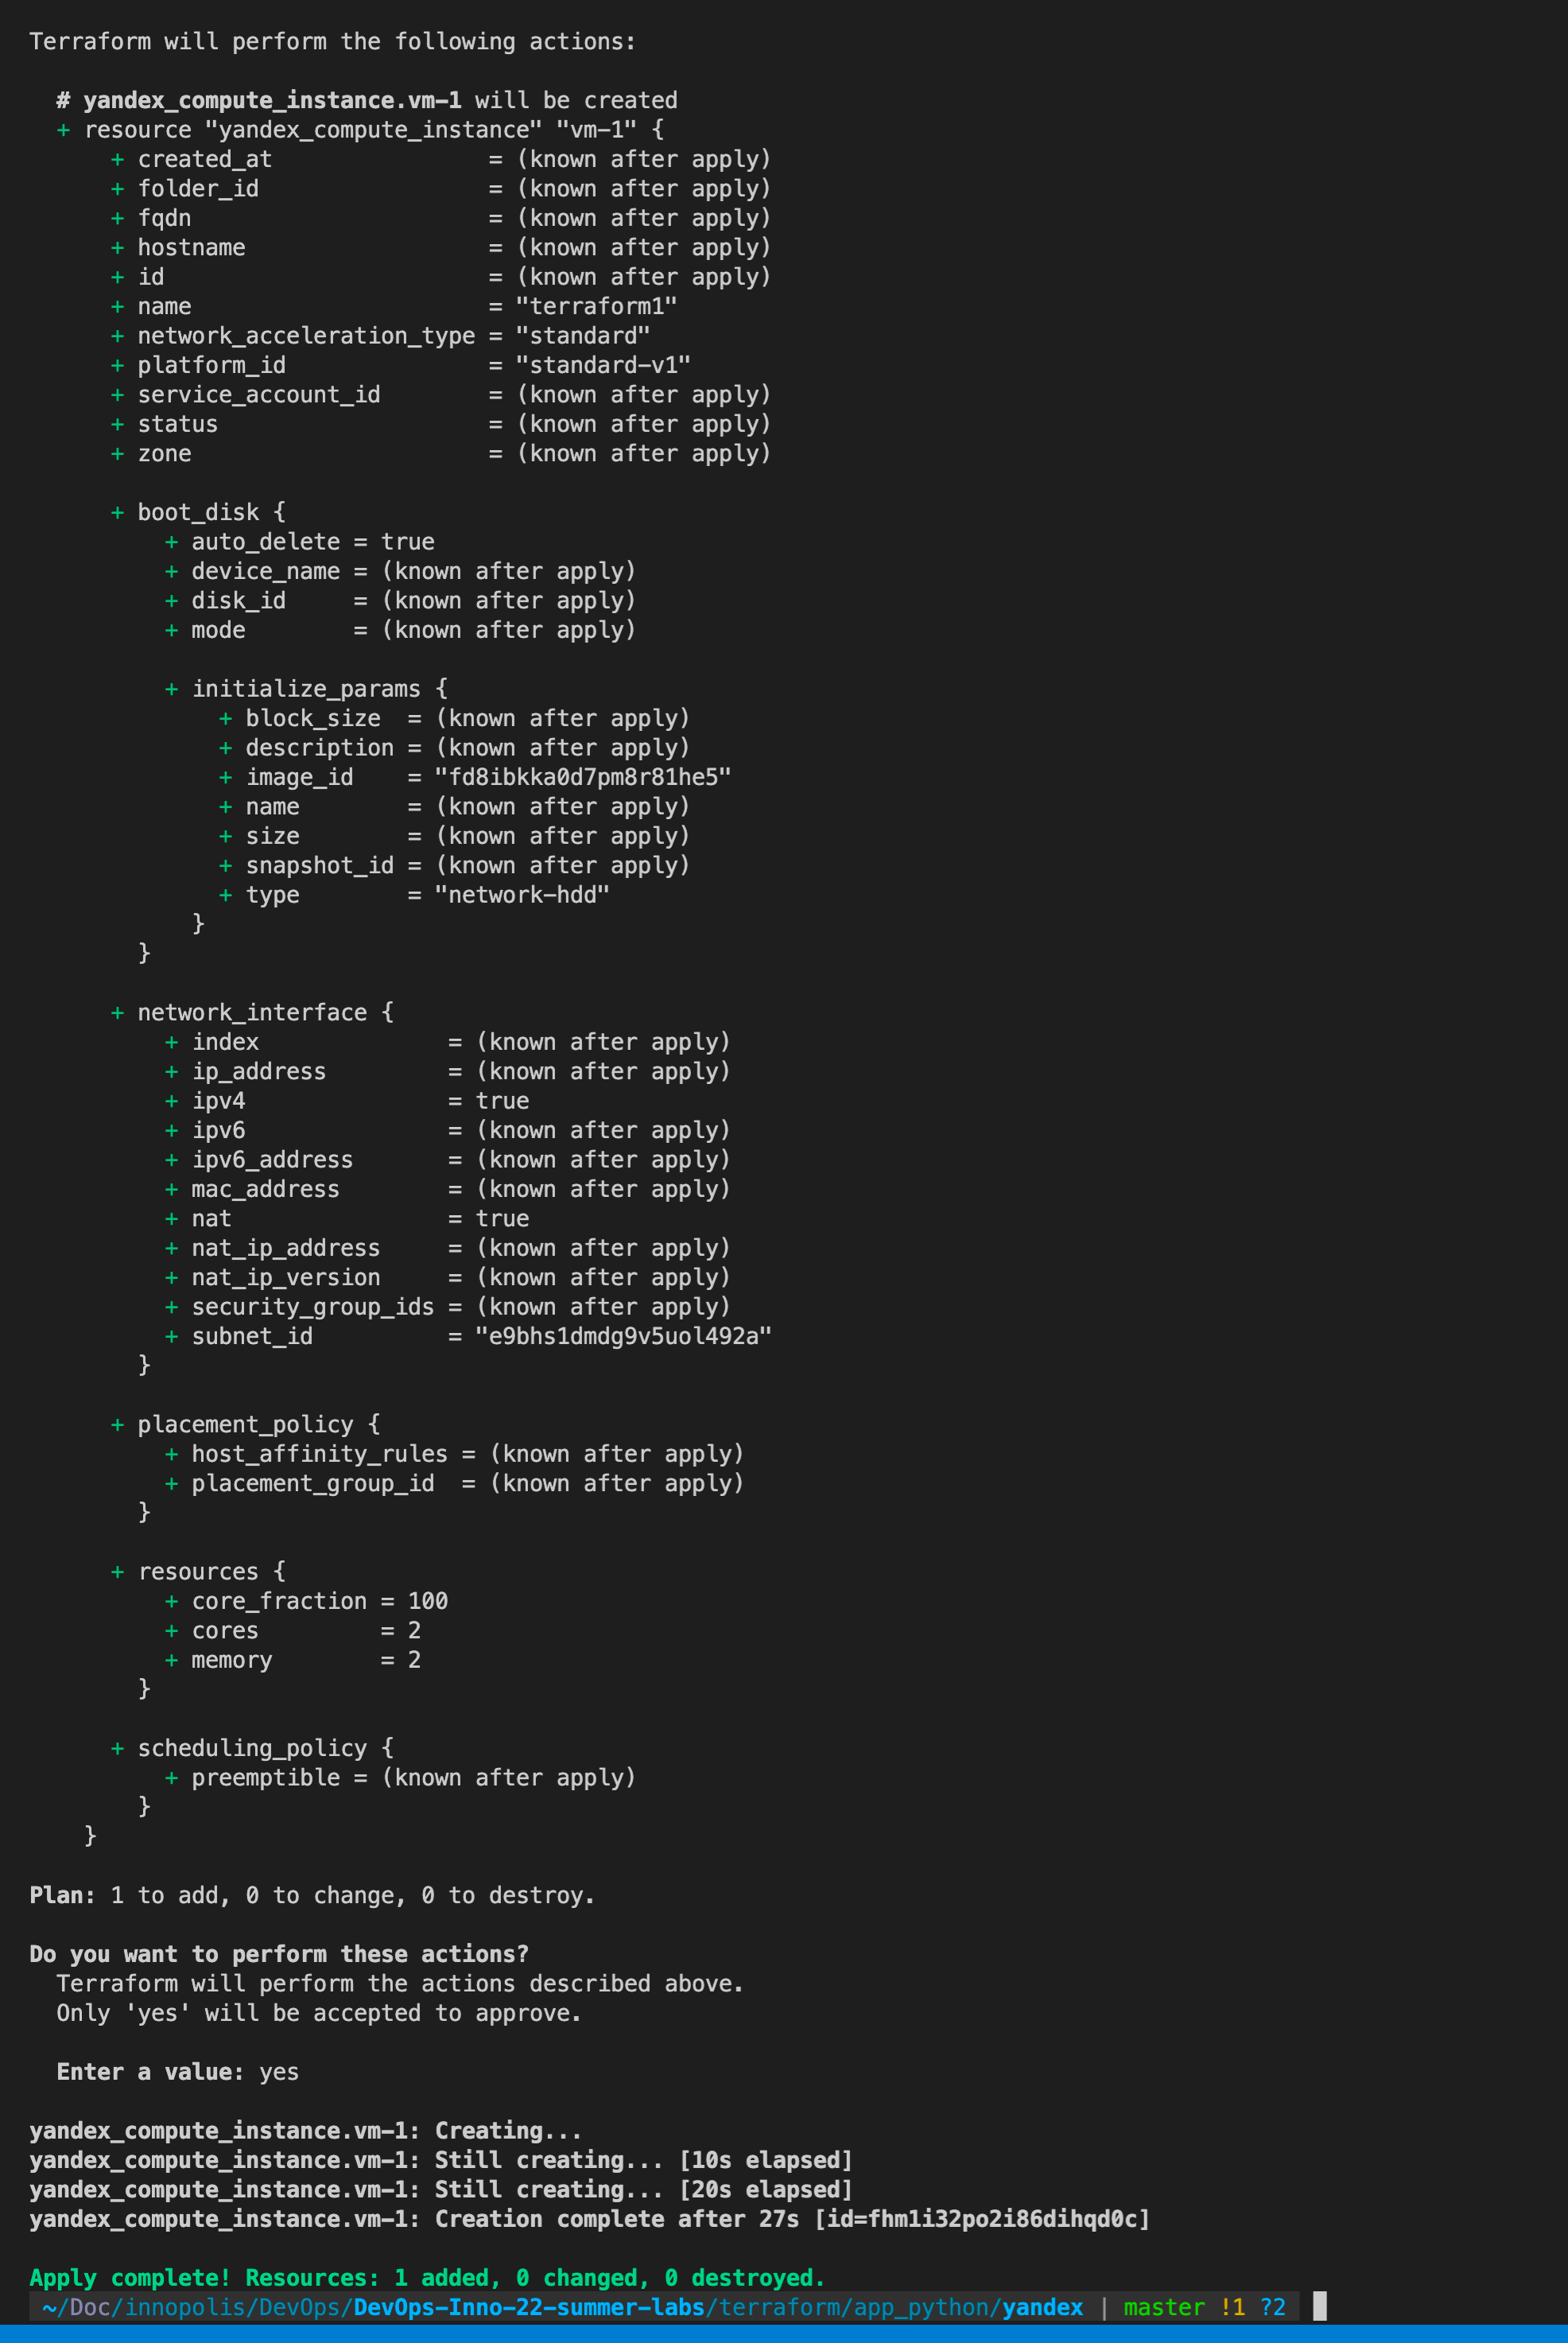 Terraform will perform the following actions:

  # yandex_compute_instance.vm-1 will be created
  + resource "yandex_compute_instance" "vm-1" {
      + created_at                = (known after apply)
      + folder_id                 = (known after apply)
      + fqdn                      = (known after apply)
      + hostname                  = (known after apply)
      + id                        = (known after apply)
      + name                      = "terraform1"
      + network_acceleration_type = "standard"
      + platform_id               = "standard-v1"
      + service_account_id        = (known after apply)
      + status                    = (known after apply)
      + zone                      = (known after apply)

      + boot_disk {
          + auto_delete = true
          + device_name = (known after apply)
          + disk_id     = (known after apply)
          + mode        = (known after apply)

          + initialize_params {
              + block_size  = (known after apply)
              + description = (known after apply)
              + image_id    = "fd8ibkka0d7pm8r81he5"
              + name        = (known after apply)
              + size        = (known after apply)
              + snapshot_id = (known after apply)
              + type        = "network-hdd"
            }
        }

      + network_interface {
          + index              = (known after apply)
          + ip_address         = (known after apply)
          + ipv4               = true
          + ipv6               = (known after apply)
          + ipv6_address       = (known after apply)
          + mac_address        = (known after apply)
          + nat                = true
          + nat_ip_address     = (known after apply)
          + nat_ip_version     = (known after apply)
          + security_group_ids = (known after apply)
          + subnet_id          = "e9bhs1dmdg9v5uol492a"
        }

      + placement_policy {
          + host_affinity_rules = (known after apply)
          + placement_group_id  = (known after apply)
        }

      + resources {
          + core_fraction = 100
          + cores         = 2
          + memory        = 2
        }

      + scheduling_policy {
          + preemptible = (known after apply)
        }
    }

Plan: 1 to add, 0 to change, 0 to destroy.

Do you want to perform these actions?
  Terraform will perform the actions described above.
  Only 'yes' will be accepted to approve.

  Enter a value: yes

yandex_compute_instance.vm-1: Creating...
yandex_compute_instance.vm-1: Still creating... [10s elapsed]
yandex_compute_instance.vm-1: Still creating... [20s elapsed]
yandex_compute_instance.vm-1: Creation complete after 27s [id=fhm1i32po2i86dihqd0c]

Apply complete! Resources: 1 added, 0 changed, 0 destroyed.
~/Doc/innopolis/DevOps/DevOps-Inno-22-summer-labs/terraform/app_python/yandex | master !1 ?2